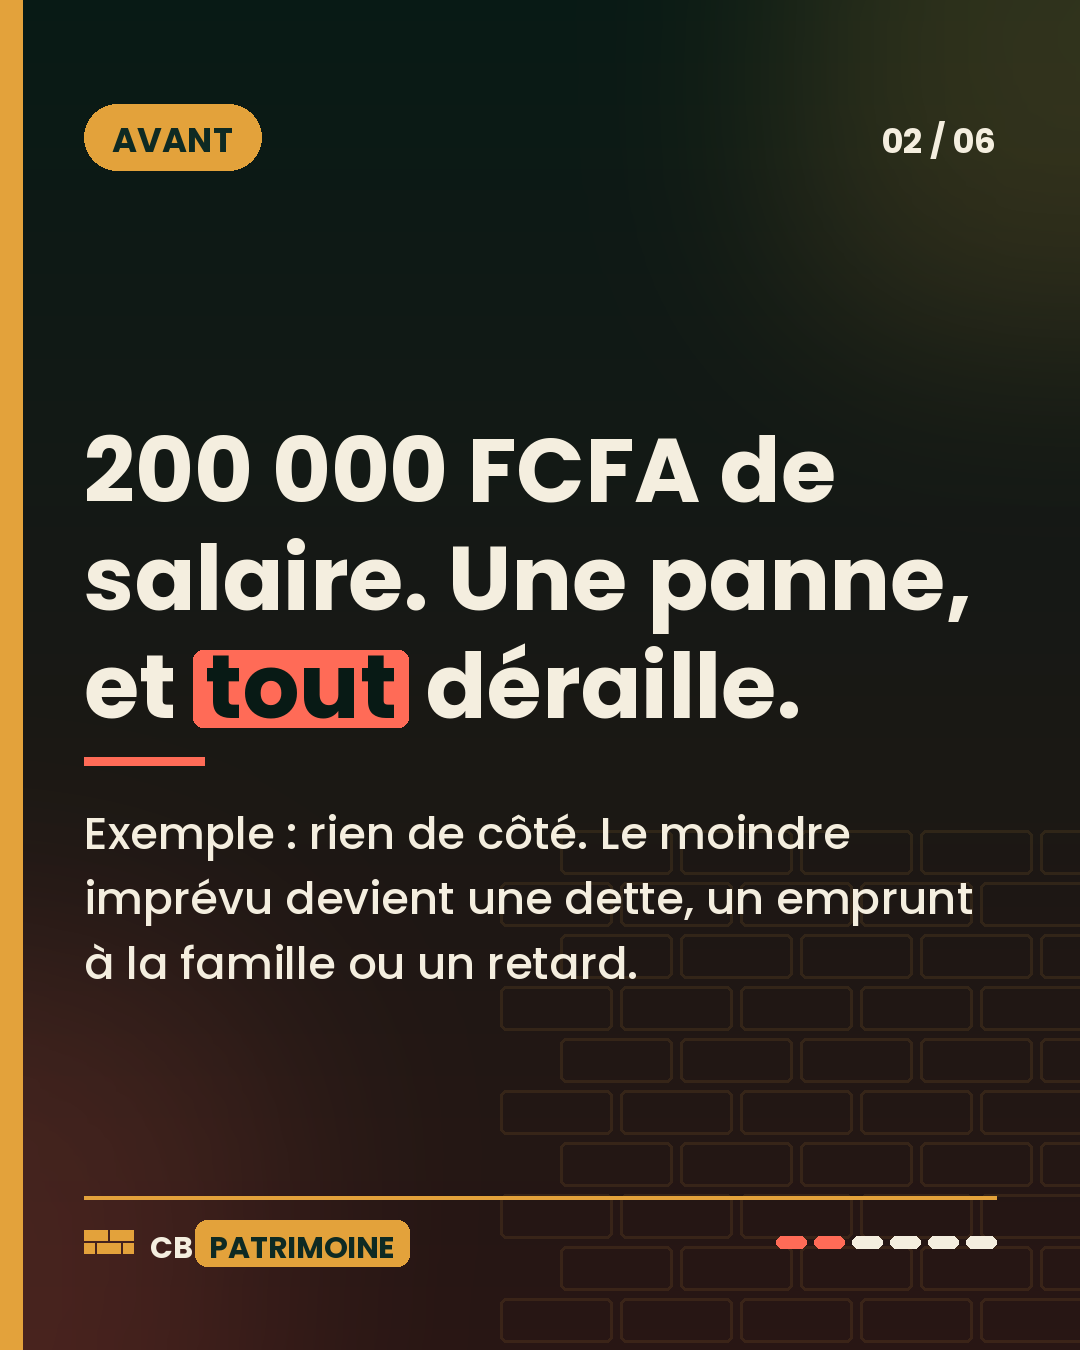 AVANT
02 / 06
200 000 FCFA de
salaire. Une panne,
et tout déraille.
Exemple : rien de côté. Le moindre
imprévu devient une dette, un emprunt
à la famille ou un retard.
CB PATRIMOINE